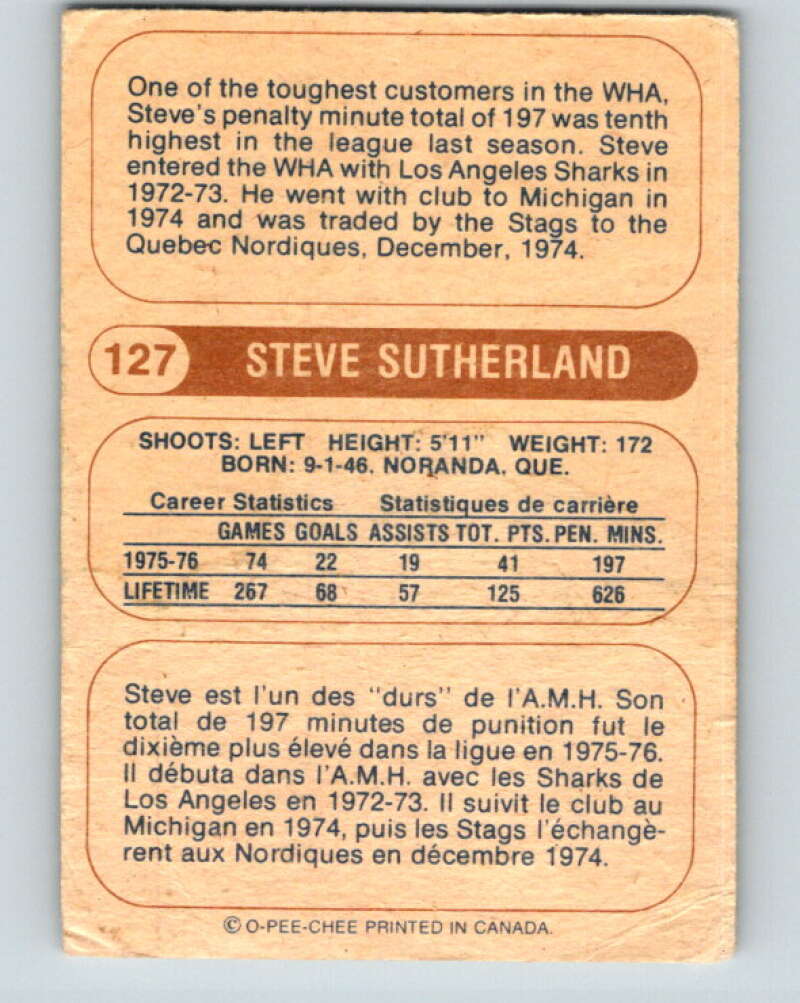 One of the toughest customers in the WHA,
Steve's penalty minute total of 197 was tenth
highest in the league last season. Steve
entered the WHA with Los Angeles Sharks in
1972-73. He went with club to Michigan in
1974 and was traded by the Stags to the
Quebec Nordiques, December, 1974.
127 STEVE SUTHERLAND
SHOOTS: LEFT HEIGHT: 5'11" WEIGHT: 172
BORN: 9-1-46. NORANDA. QUE.
Career Statistics Statistiques de carrière
GAMES GOALS ASSISTS TOT. PTS. PEN. MINS.
1975-76 74 22 19 41 197
LIFETIME 267 68 57 125 626
Steve est l'un des "durs" de l'A.M.H. Son
total de 197 minutes de punition fut le
dixième plus élevé dans la ligue en 1975-76.
Il débuta dans l'A.M.H. avec les Sharks de
Los Angeles en 1972-73. Il suivit le club au
Michigan en 1974, puis les Stags l'échangè-
rent aux Nordiques en décembre 1974.
© O-PEE-CHEE PRINTED IN CANADA.